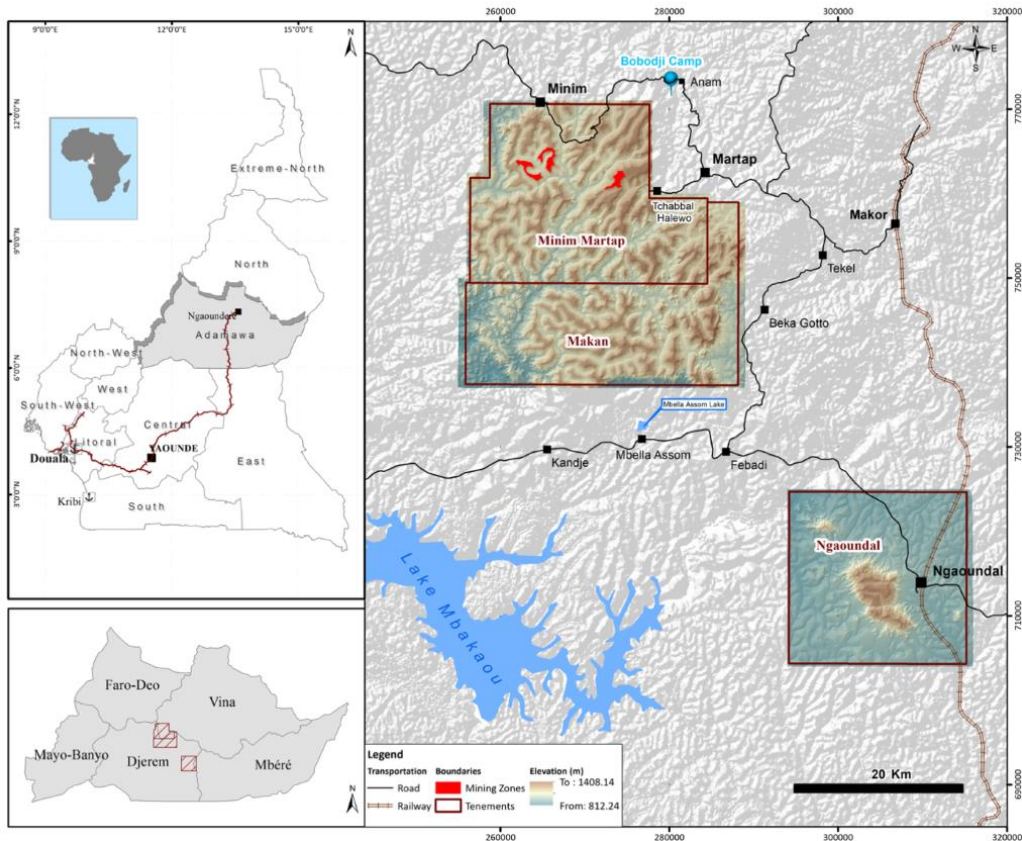 9°0'0"E
12°0'0"E
15°0'0"E
12°0'0"N
9°0'0"N
6°0'0"N
3°0'0"N
N
Extreme-North
North
Ngaoundere
Adamawa
North-West
West
South-West
Central
Litoral
YAOUNDE
Douala
East
Kribi
South
Faro-Deo
Vina
Mayo-Banyo
Djerem
Mbéré
N
260000
280000
300000
320000
N
W E
S
Bobodji Camp
Anam
Minim
770000
Martap
Tchabbal
Halewo
Makor
Minim Martap
Tekel
750000
Beka Gotto
Makan
Mbella Assom Lake
730000
Kandje
Mbella Assom
Febadi
Ngaoundal
Ngaoundal
Lake Mbakaou
710000
Legend
Transportation
Road
Railway
Boundaries
Mining Zones
Tenements
Elevation (m)
To : 1408.14
From: 812.24
20 Km
690000
260000
280000
300000
320000